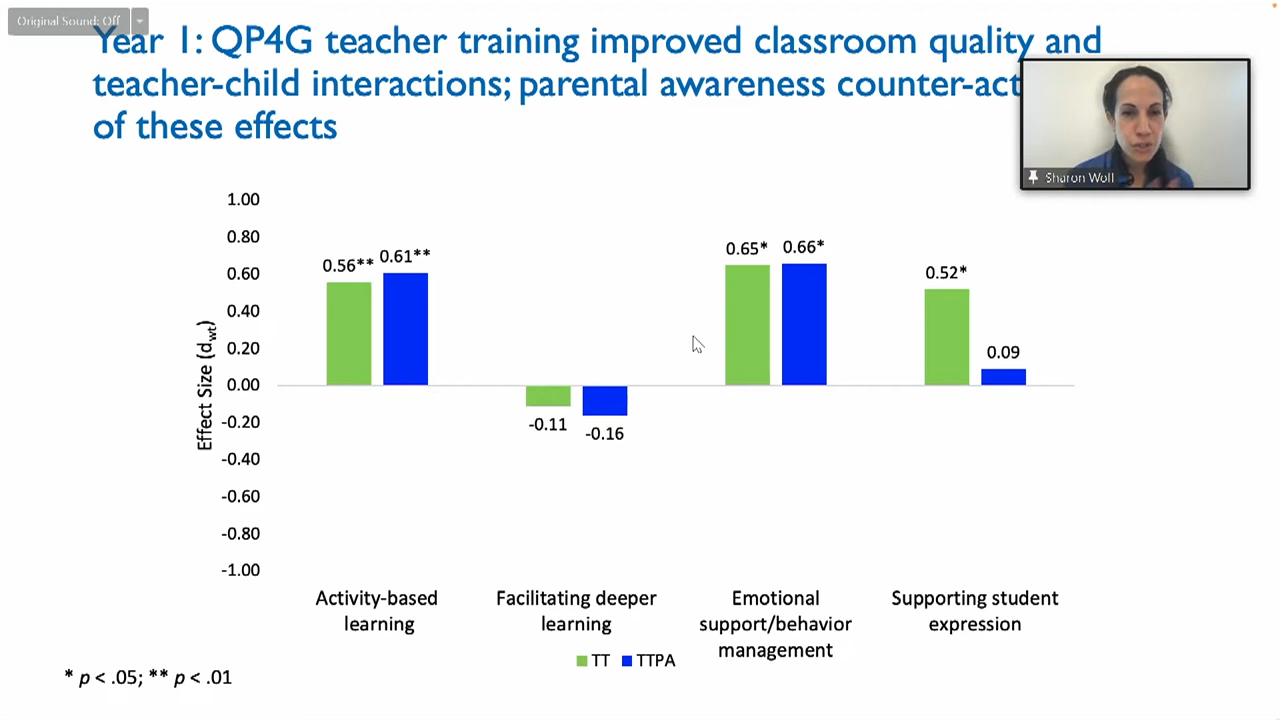 Original Sound: Off
Year 1: QP4G teacher training improved classroom quality and
teacher-child interactions; parental awareness counter-act
of these effects
Sharon Wolf
1.00
0.80
0.60
0.40
0.20
0.00
-0.20
-0.40
-0.60
-0.80
-1.00
Effect Size (dwt)
0.56** 0.61**
-0.11 -0.16
0.65* 0.66*
0.52*
0.09
Activity-based
learning
Facilitating deeper
learning
Emotional
support/behavior
management
Supporting student
expression
TT TTPA
* p < .05; ** p < .01